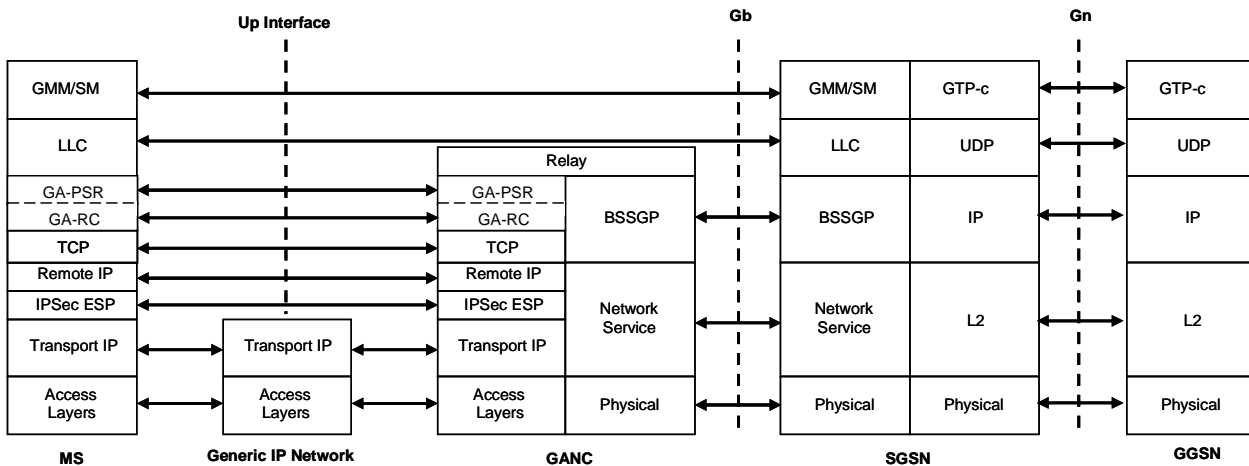 Up Interface
Gb
Gn
GMM/SM
GMM/SM
GTP-c
GTP-c
LLC
LLC
UDP
UDP
Relay
GA-PSR
GA-PSR
GA-RC
GA-RC
BSSGP
BSSGP
IP
IP
TCP
TCP
Remote IP
Remote IP
IPSec ESP
IPSec ESP
Network
Service
Network
Service
L2
L2
Transport IP
Transport IP
Transport IP
Access
Layers
Access
Layers
Access
Layers
Physical
Physical
Physical
Physical
MS
Generic IP Network
GANC
SGSN
GGSN